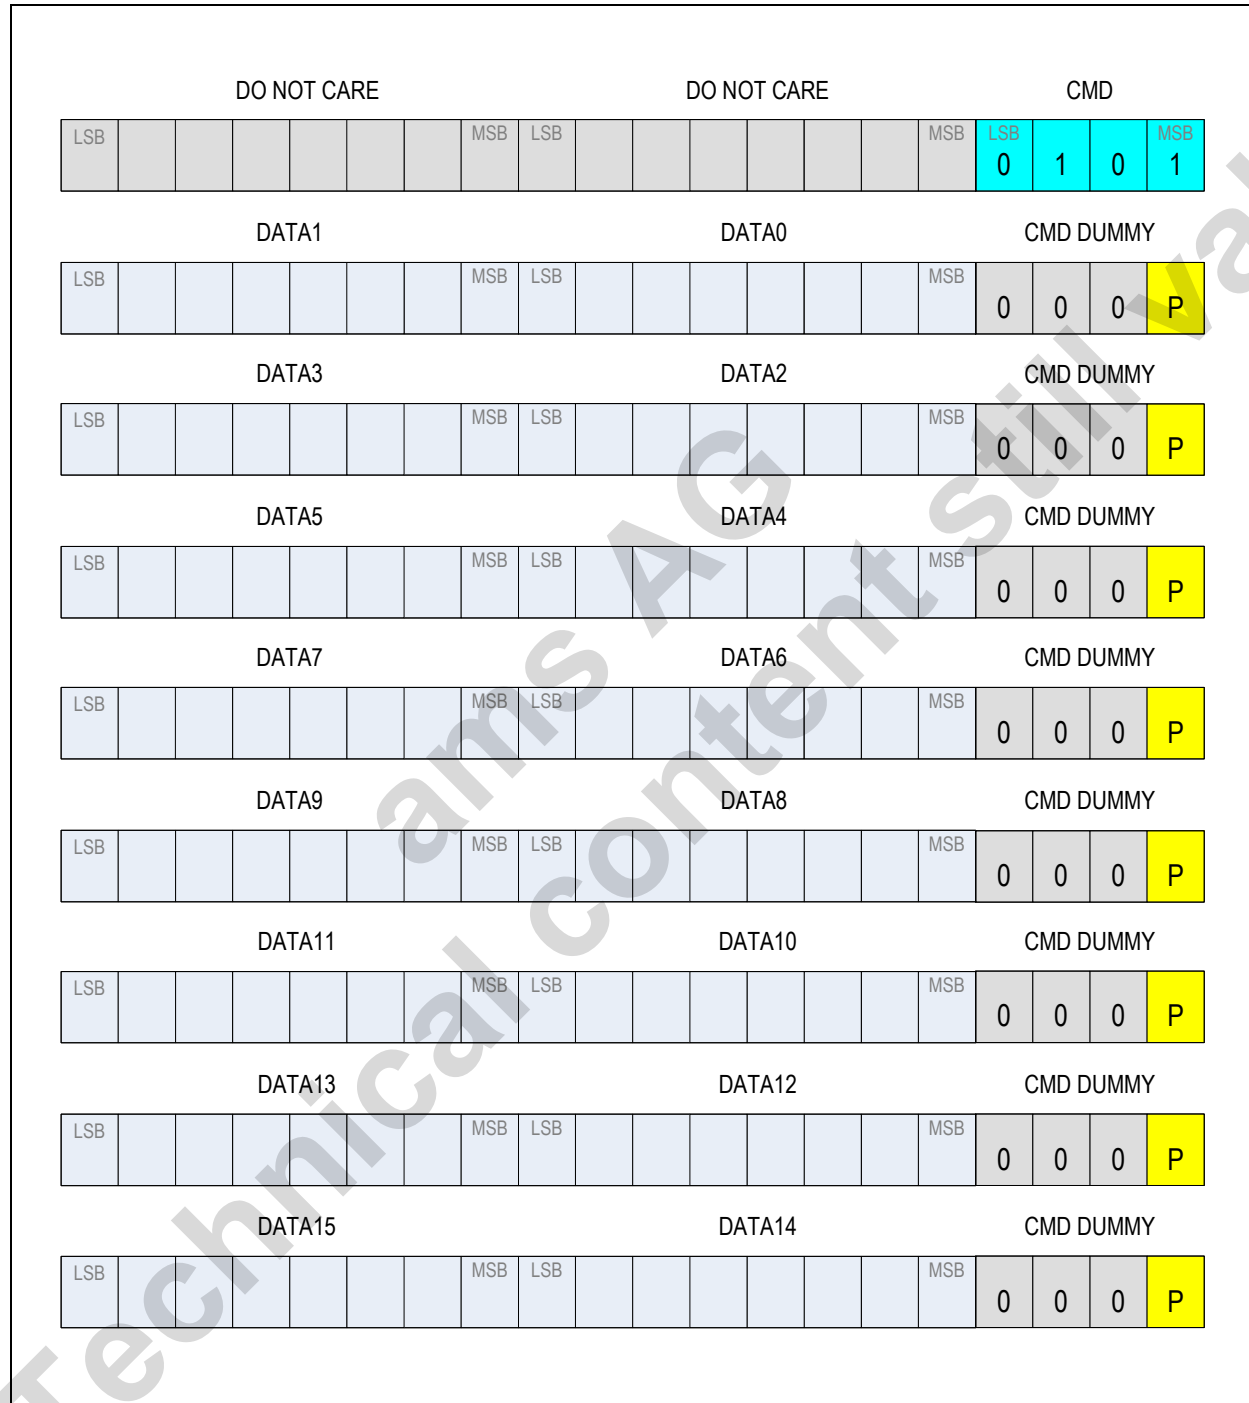 DO NOT CARE DO NOT CARE CMD
LSB MSB LSB MSB LSB MSB
0 1 0 1
DATA1 DATA0 CMD DUMMY
LSB MSB LSB MSB
0 0 0 P
DATA3 DATA2 CMD DUMMY
LSB MSB LSB MSB
0 0 0 P
DATA5 DATA4 CMD DUMMY
LSB MSB LSB MSB
0 0 0 P
DATA7 DATA6 CMD DUMMY
LSB MSB LSB MSB
0 0 0 P
DATA9 DATA8 CMD DUMMY
LSB MSB LSB MSB
0 0 0 P
DATA11 DATA10 CMD DUMMY
LSB MSB LSB MSB
0 0 0 P
DATA13 DATA12 CMD DUMMY
LSB MSB LSB MSB
0 0 0 P
DATA15 DATA14 CMD DUMMY
LSB MSB LSB MSB
0 0 0 P
ams AG
Technical content still